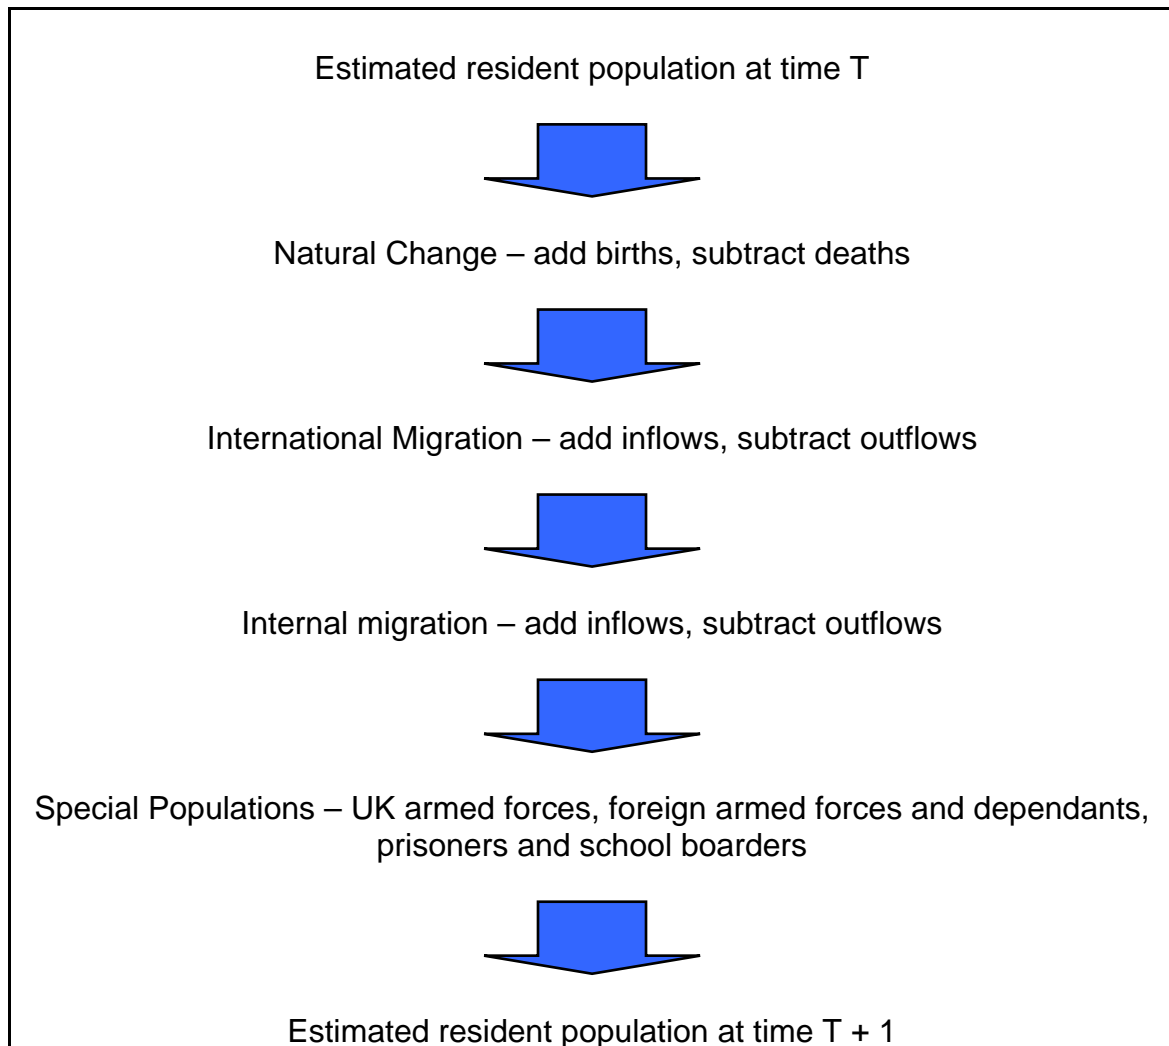 Estimated resident population at time T
Natural Change – add births, subtract deaths
International Migration – add inflows, subtract outflows
Internal migration – add inflows, subtract outflows
Special Populations – UK armed forces, foreign armed forces and dependants,
prisoners and school boarders
Estimated resident population at time T + 1